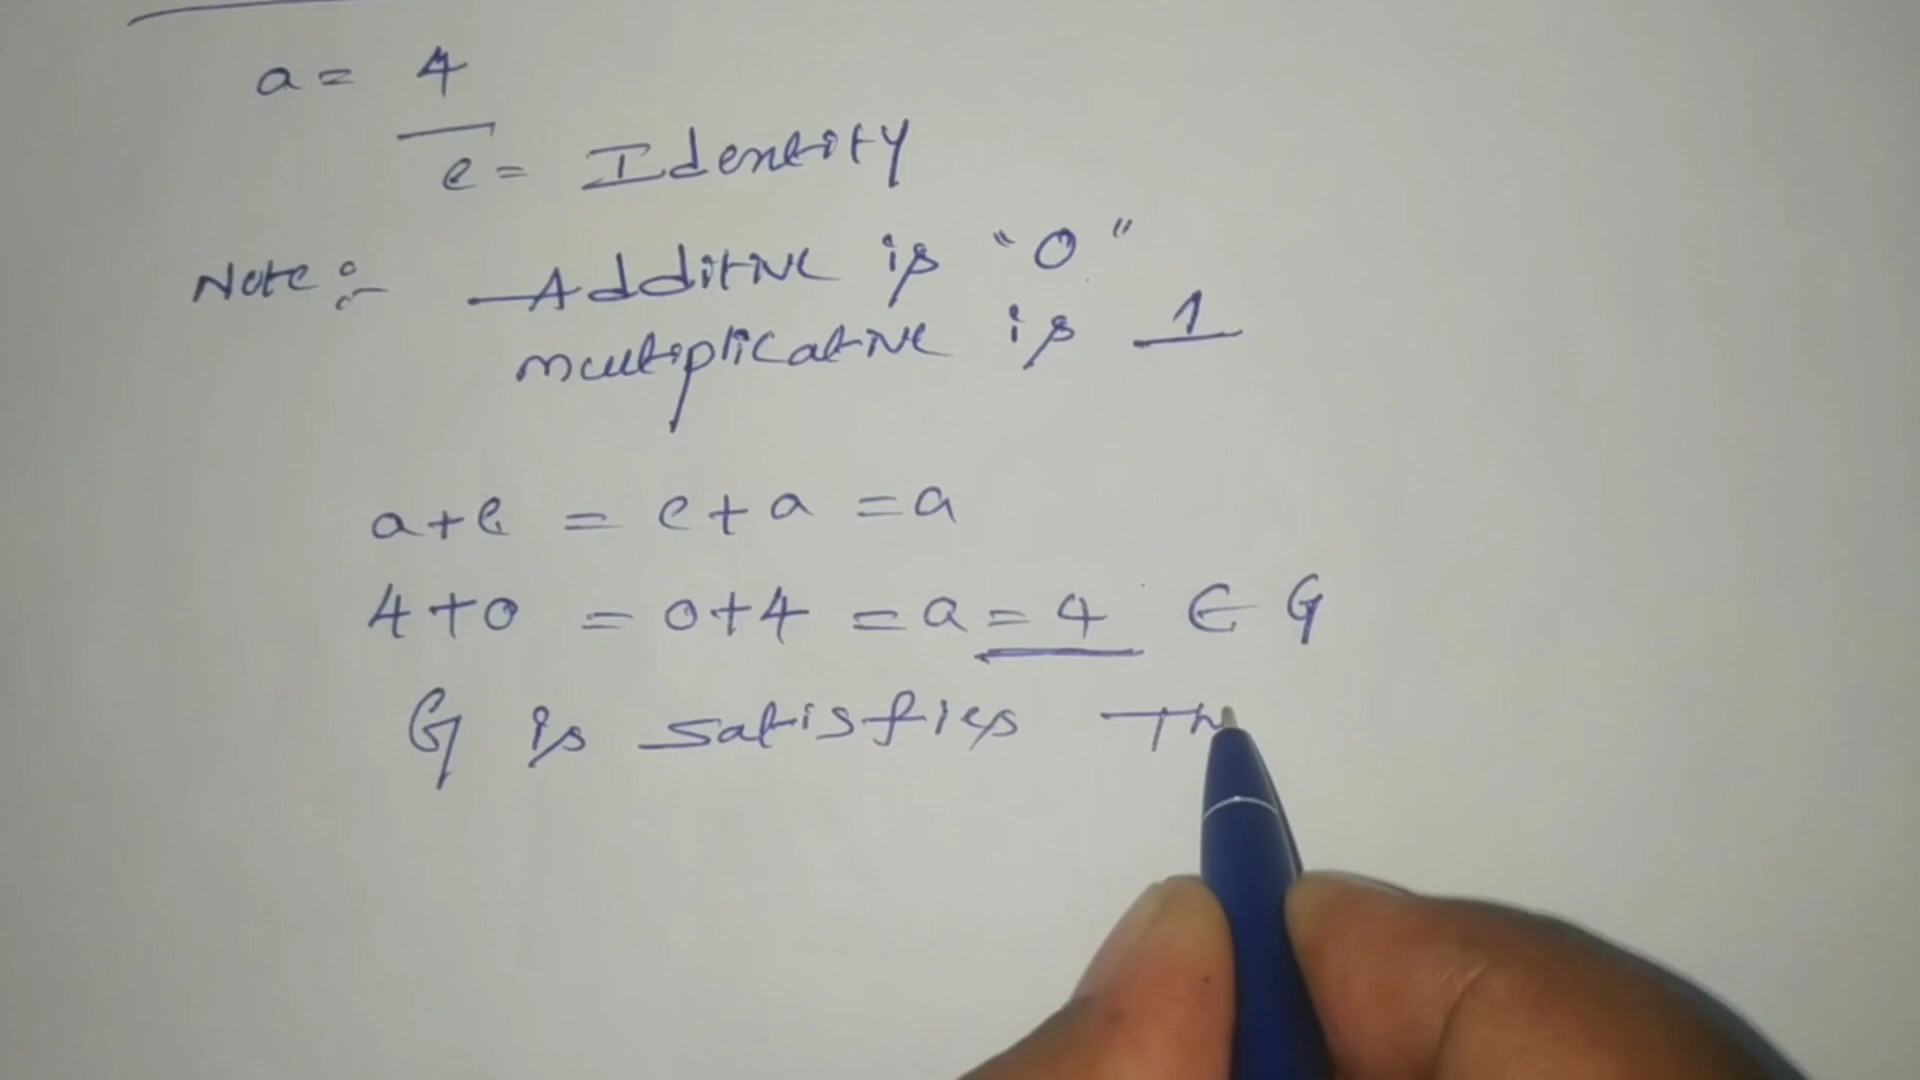 a = 4
e = Identity
Note :- Additive is "0"
multiplicative is 1
a+e = e+a = a
4+0 = 0+4 = a = 4 ∈ G
G is satisfies Th